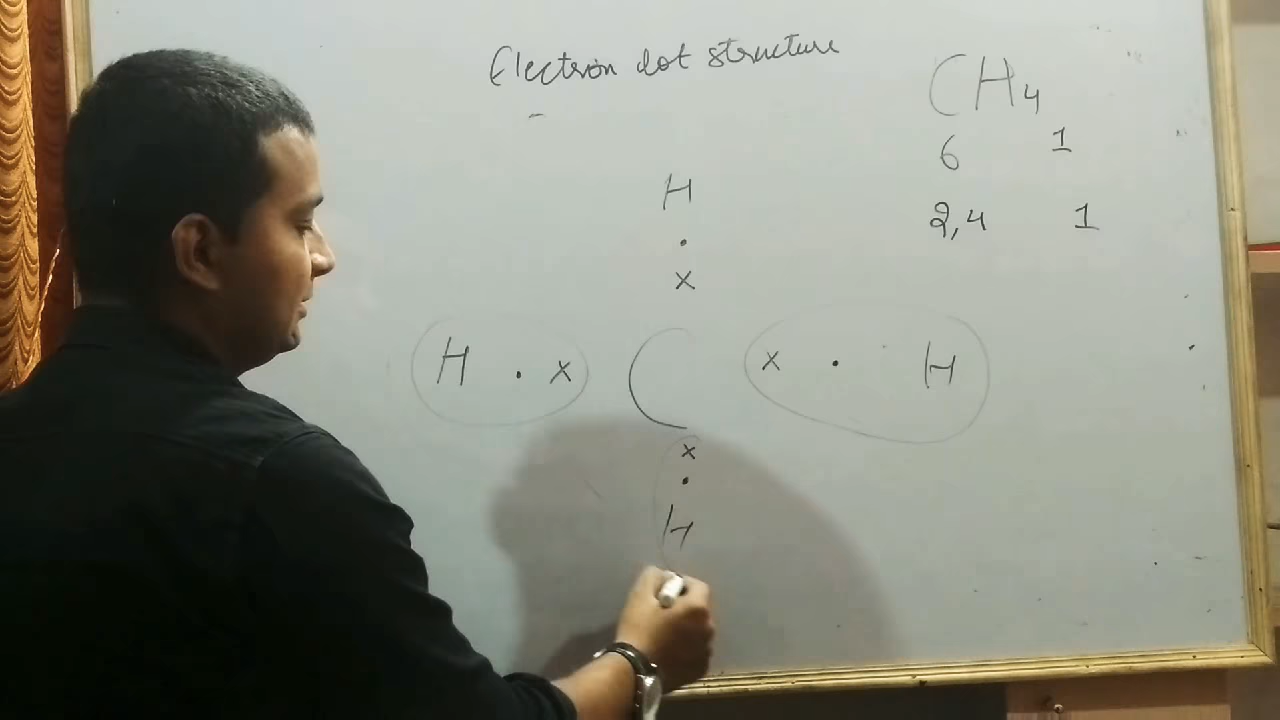 Electron dot structure
CH₄
6 1
2,4 1
H
.
x
H . x C x . H
x
.
H